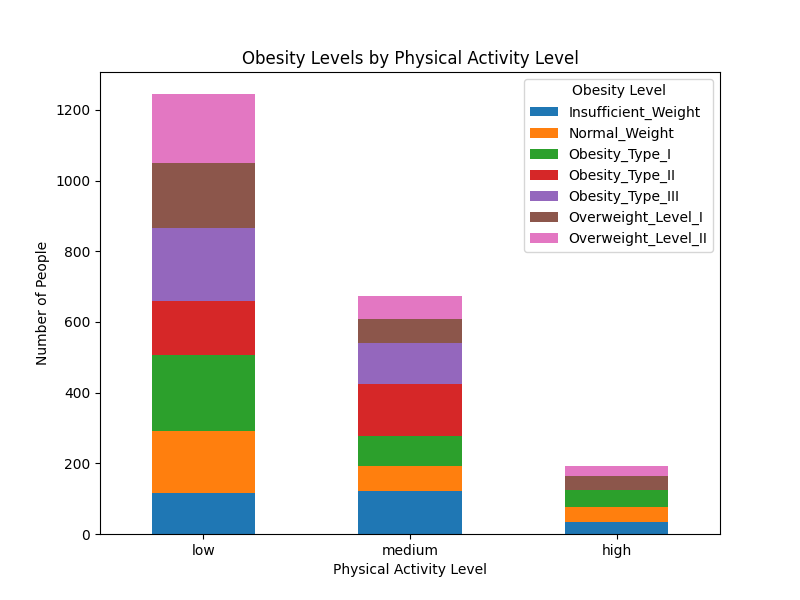 Obesity Levels by Physical Activity Level
Obesity Level
Insufficient_Weight
Normal_Weight
Obesity_Type_I
Obesity_Type_II
Obesity_Type_III
Overweight_Level_I
Overweight_Level_II
Number of People
1200
1000
800
600
400
200
0
low medium high
Physical Activity Level